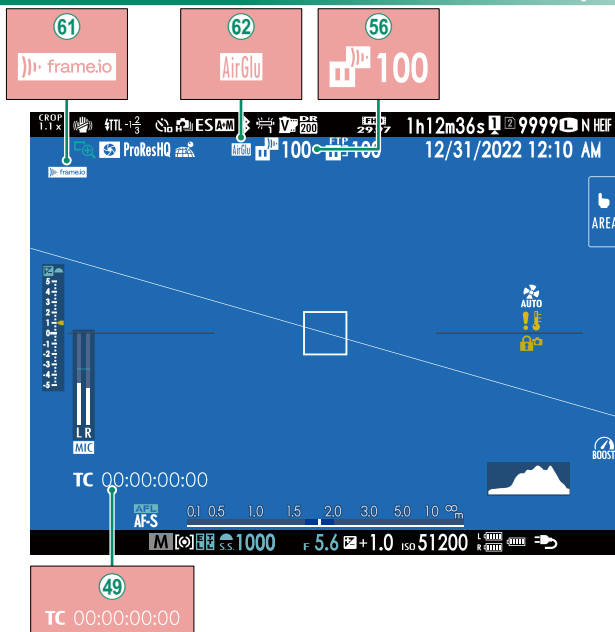 61 62 56
frame.io AirGlu 100
CROP 1.1x TTL -1 2/3 ES AM V DR 200 FHD 29.97 1h12m36s 1 2 9999 L N HEIF
ProResHQ AirGlu 100 FTP 100 12/31/2022 12:10 AM
frame.io
AREA
5
4
3
2
1
0
-1
-2
-3
-4
-5
AUTO
L R
MIC
BOOST
TC 00:00:00:00
AFL
AF-S
0.1 0.5 1.0 1.5 2.0 3.0 5.0 10 ∞ m
M S.S. 1000 F 5.6 +1.0 ISO 51200 L R
49
TC 00:00:00:00